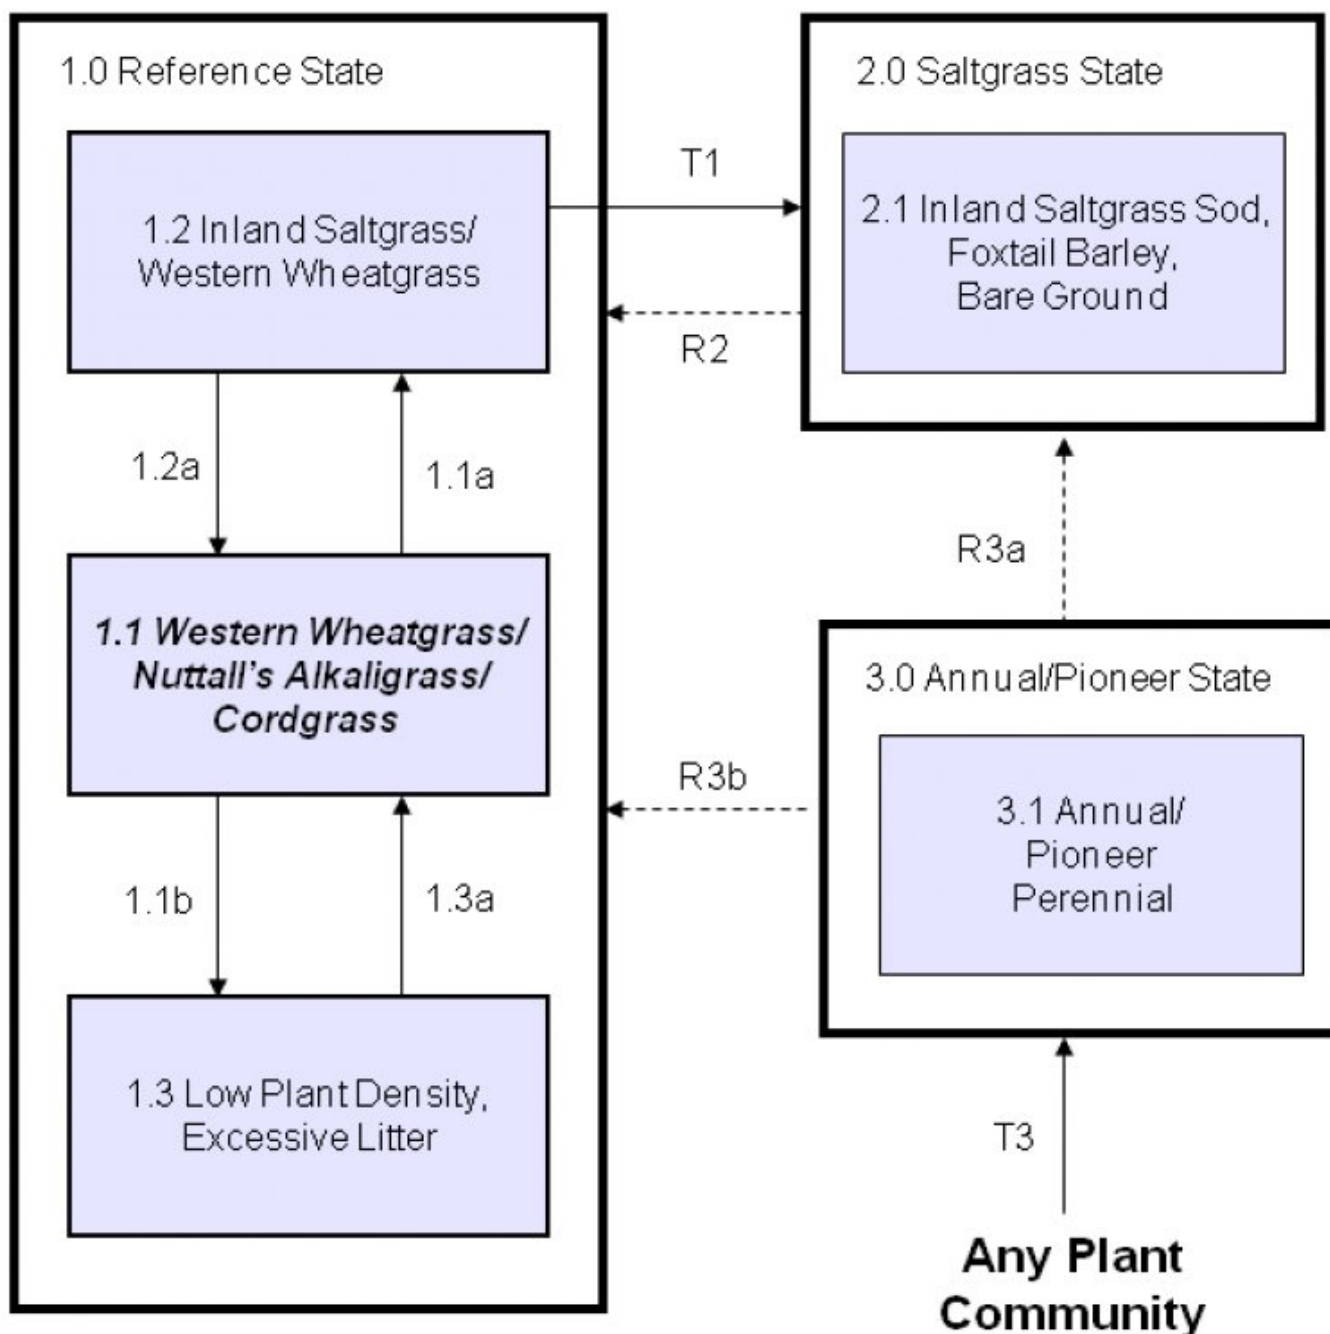 1.0 Reference State
1.2 Inland Saltgrass/
Western Wheatgrass
1.2a
1.1a
1.1 Western Wheatgrass/
Nuttall's Alkaligrass/
Cordgrass
1.1b
1.3a
1.3 Low Plant Density,
Excessive Litter
T1
R2
2.0 Saltgrass State
2.1 Inland Saltgrass Sod,
Foxtail Barley,
Bare Ground
R3a
R3b
3.0 Annual/Pioneer State
3.1 Annual/
Pioneer
Perennial
T3
Any Plant
Community